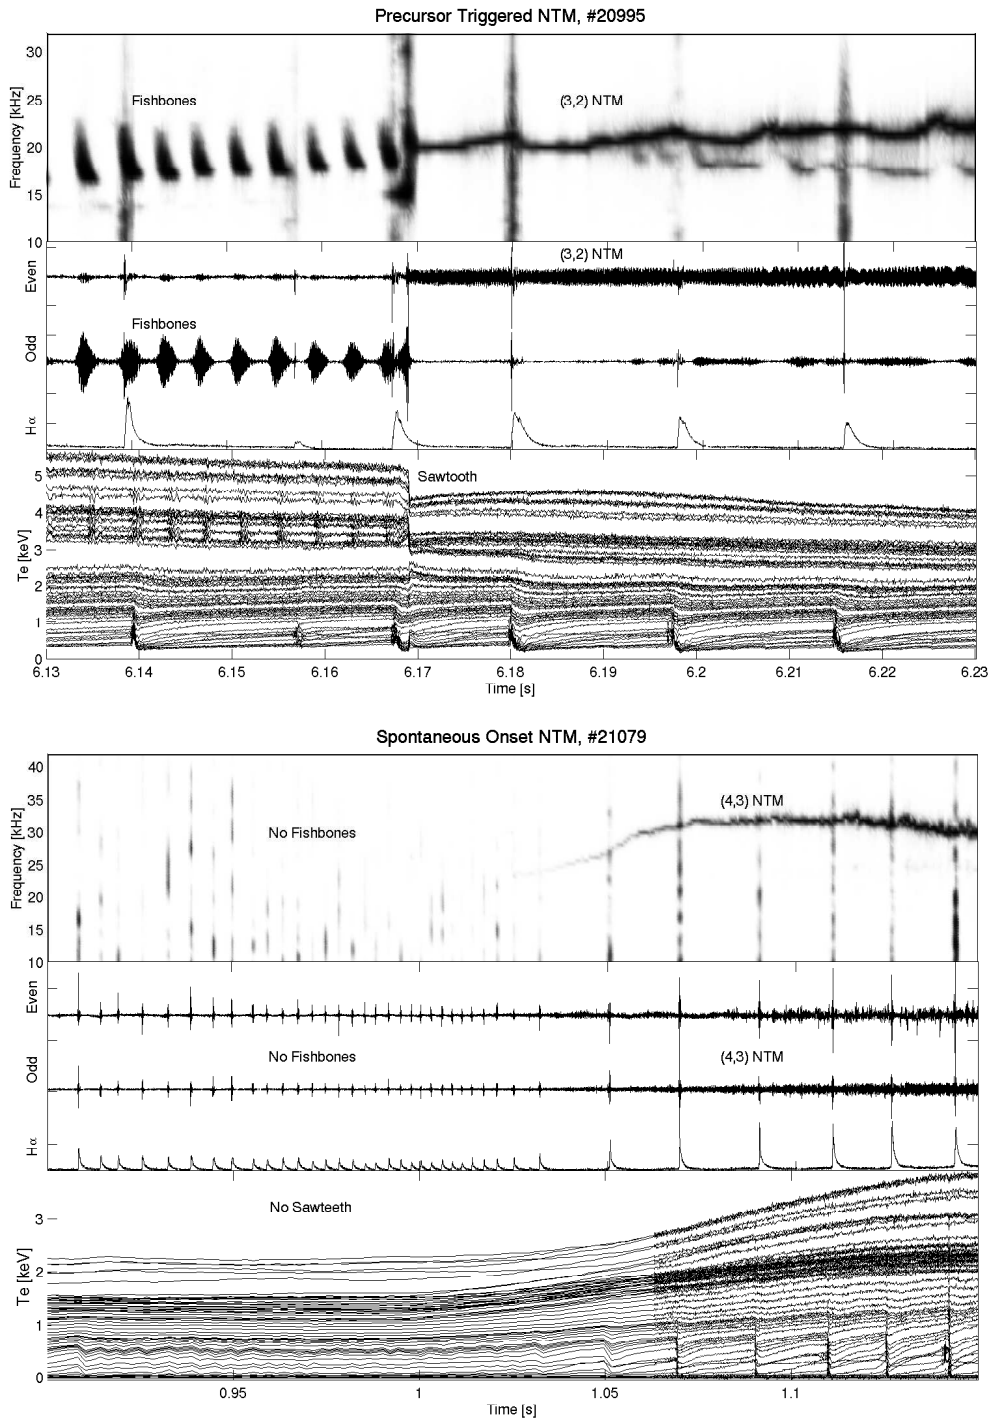 Precursor Triggered NTM, #20995
30
25
20
15
10
Frequency [kHz]
Fishbones
(3,2) NTM
Even
(3,2) NTM
Odd
Fishbones
Hα
5
4
3
2
1
0
Te [keV]
Sawtooth
6.13 6.14 6.15 6.16 6.17 6.18 6.19 6.2 6.21 6.22 6.23
Time [s]
Spontaneous Onset NTM, #21079
40
35
30
25
20
15
10
Frequency [kHz]
No Fishbones
(4,3) NTM
Even
Odd
No Fishbones
(4,3) NTM
Hα
3
2
1
0
Te [keV]
No Sawteeth
0.95 1 1.05 1.1
Time [s]